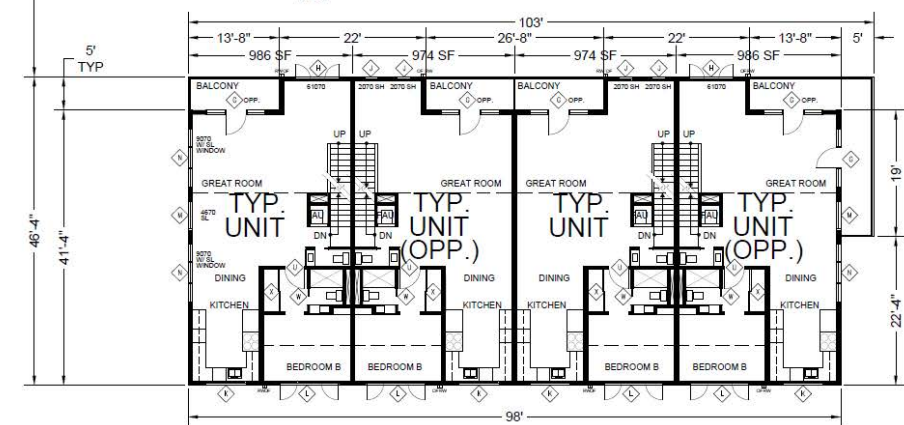 103'
13'-8" 22' 26'-8" 22' 13'-8" 5'
986 SF 974 SF 974 SF 986 SF
5'
TYP
H J J J J H
BALCONY 61070 2070 SH 2070 SH BALCONY BALCONY 2070 SH 2070 SH 61070 BALCONY
G OPP. G OPP. G OPP. G OPP.
UP UP UP UP
9070
W/ SL
WINDOW
N G
19'
GREAT ROOM GREAT ROOM GREAT ROOM GREAT ROOM
TYP. TYP. TYP. TYP.
UNIT UNIT UNIT UNIT
(OPP.) (OPP.)
M 4670
SL
FAU FAU FAU FAU M
DN DN DN DN
46'-4"
41'-4"
9070
W/ SL
WINDOW
N U U U U N
DINING DINING DINING DINING
X W W X X W W X
KITCHEN KITCHEN KITCHEN KITCHEN
22'-4"
BEDROOM B BEDROOM B BEDROOM B BEDROOM B
K L L K K L L K
98'